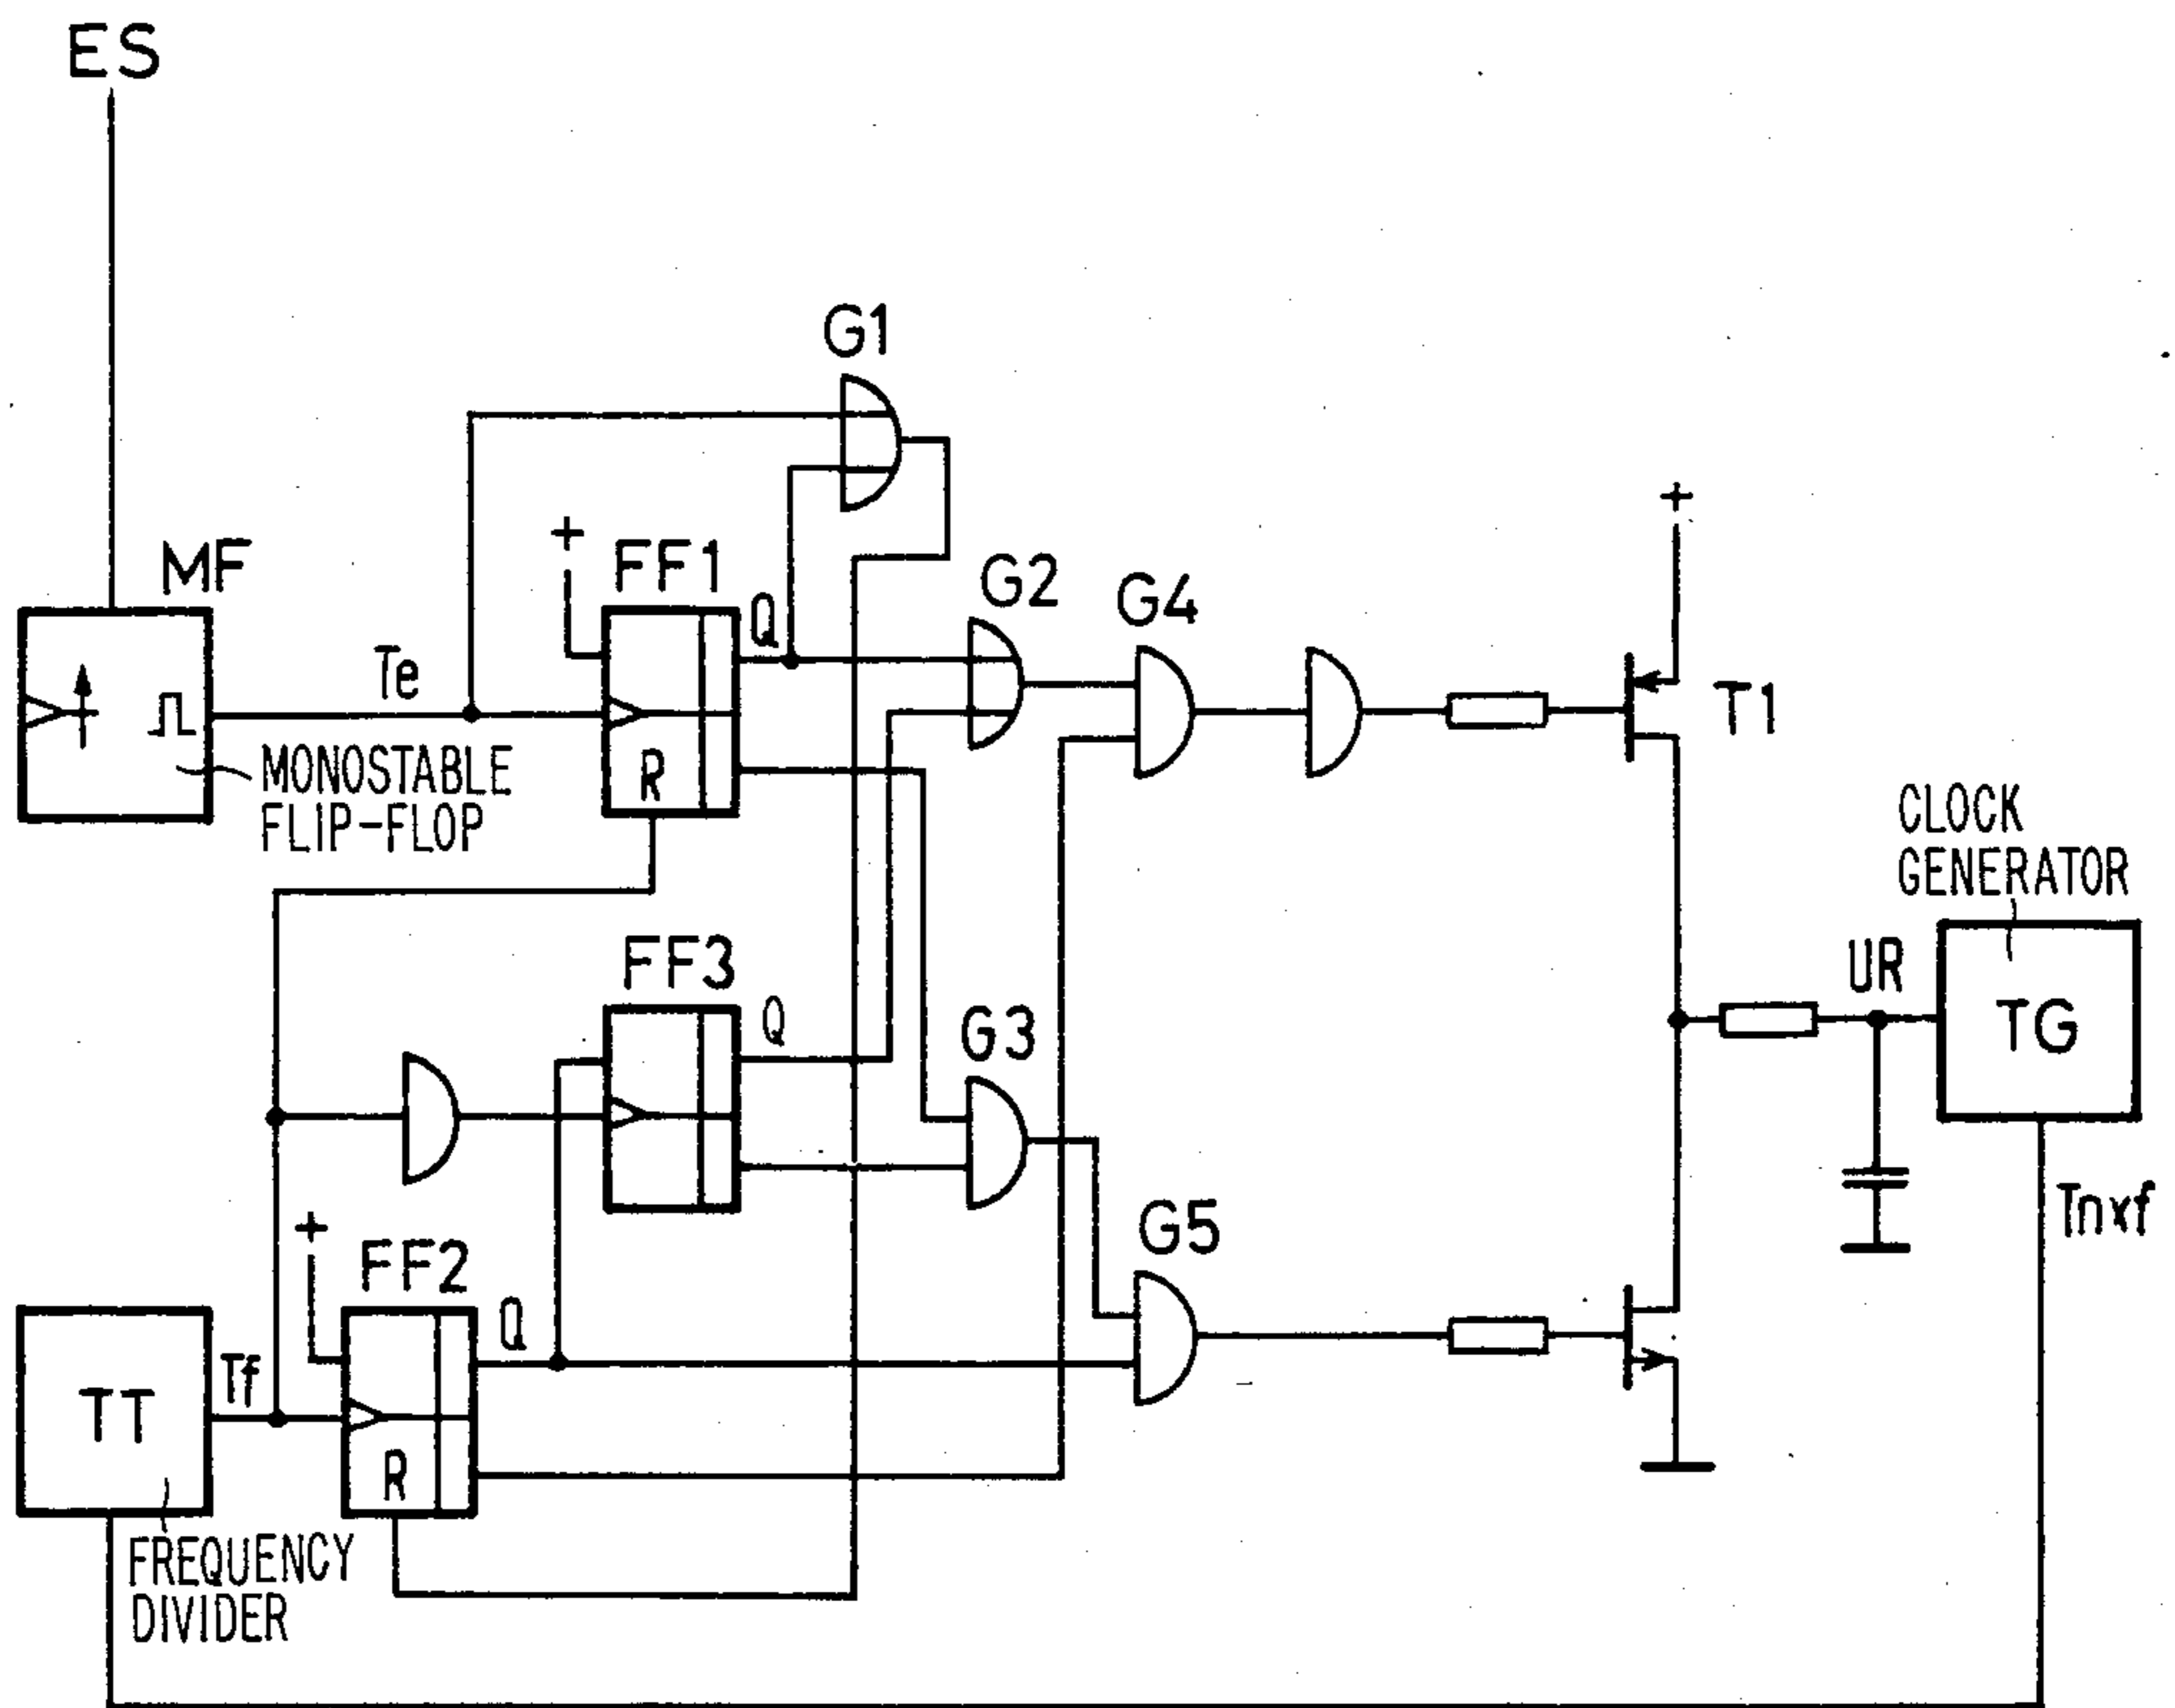 ES
G1
+
+
MF
FF1
Q
G2
G4
Te
T1
R
MONOSTABLE
FLIP-FLOP
CLOCK
GENERATOR
FF3
UR
Q
G3
TG
Tnxf
+
FF2
G5
Q
Tf
TT
R
FREQUENCY
DIVIDER